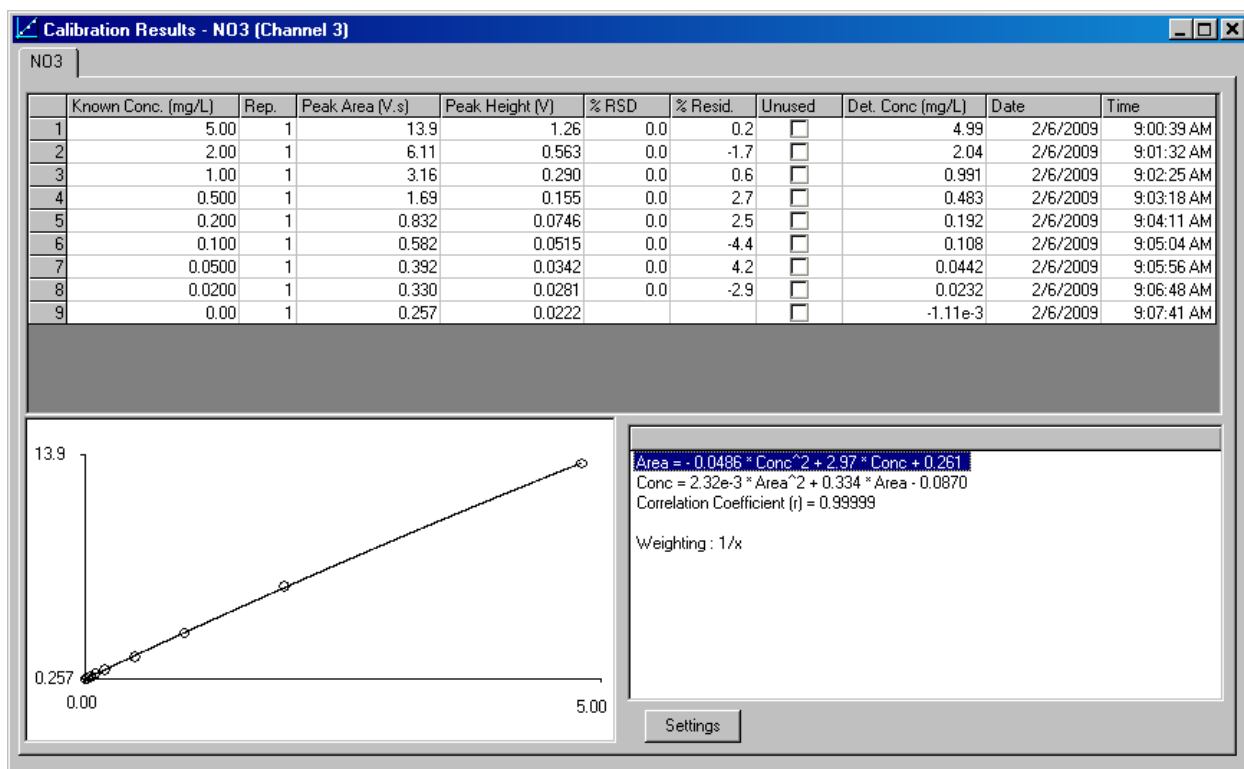 Calibration Results - NO3 (Channel 3)
NO3
Known Conc. (mg/L) Rep. Peak Area (V.s) Peak Height (V) % RSD % Resid. Unused Det. Conc (mg/L) Date Time
1 5.00 1 13.9 1.26 0.0 0.2 4.99 2/6/2009 9:00:39 AM
2 2.00 1 6.11 0.563 0.0 -1.7 2.04 2/6/2009 9:01:32 AM
3 1.00 1 3.16 0.290 0.0 0.6 0.991 2/6/2009 9:02:25 AM
4 0.500 1 1.69 0.155 0.0 2.7 0.483 2/6/2009 9:03:18 AM
5 0.200 1 0.832 0.0746 0.0 2.5 0.192 2/6/2009 9:04:11 AM
6 0.100 1 0.582 0.0515 0.0 -4.4 0.108 2/6/2009 9:05:04 AM
7 0.0500 1 0.392 0.0342 0.0 4.2 0.0442 2/6/2009 9:05:56 AM
8 0.0200 1 0.330 0.0281 0.0 -2.9 0.0232 2/6/2009 9:06:48 AM
9 0.00 1 0.257 0.0222 -1.11e-3 2/6/2009 9:07:41 AM
13.9
0.257
0.00 5.00
Area = - 0.0486 * Conc^2 + 2.97 * Conc + 0.261
Conc = 2.32e-3 * Area^2 + 0.334 * Area - 0.0870
Correlation Coefficient (r) = 0.99999
Weighting : 1/x
Settings